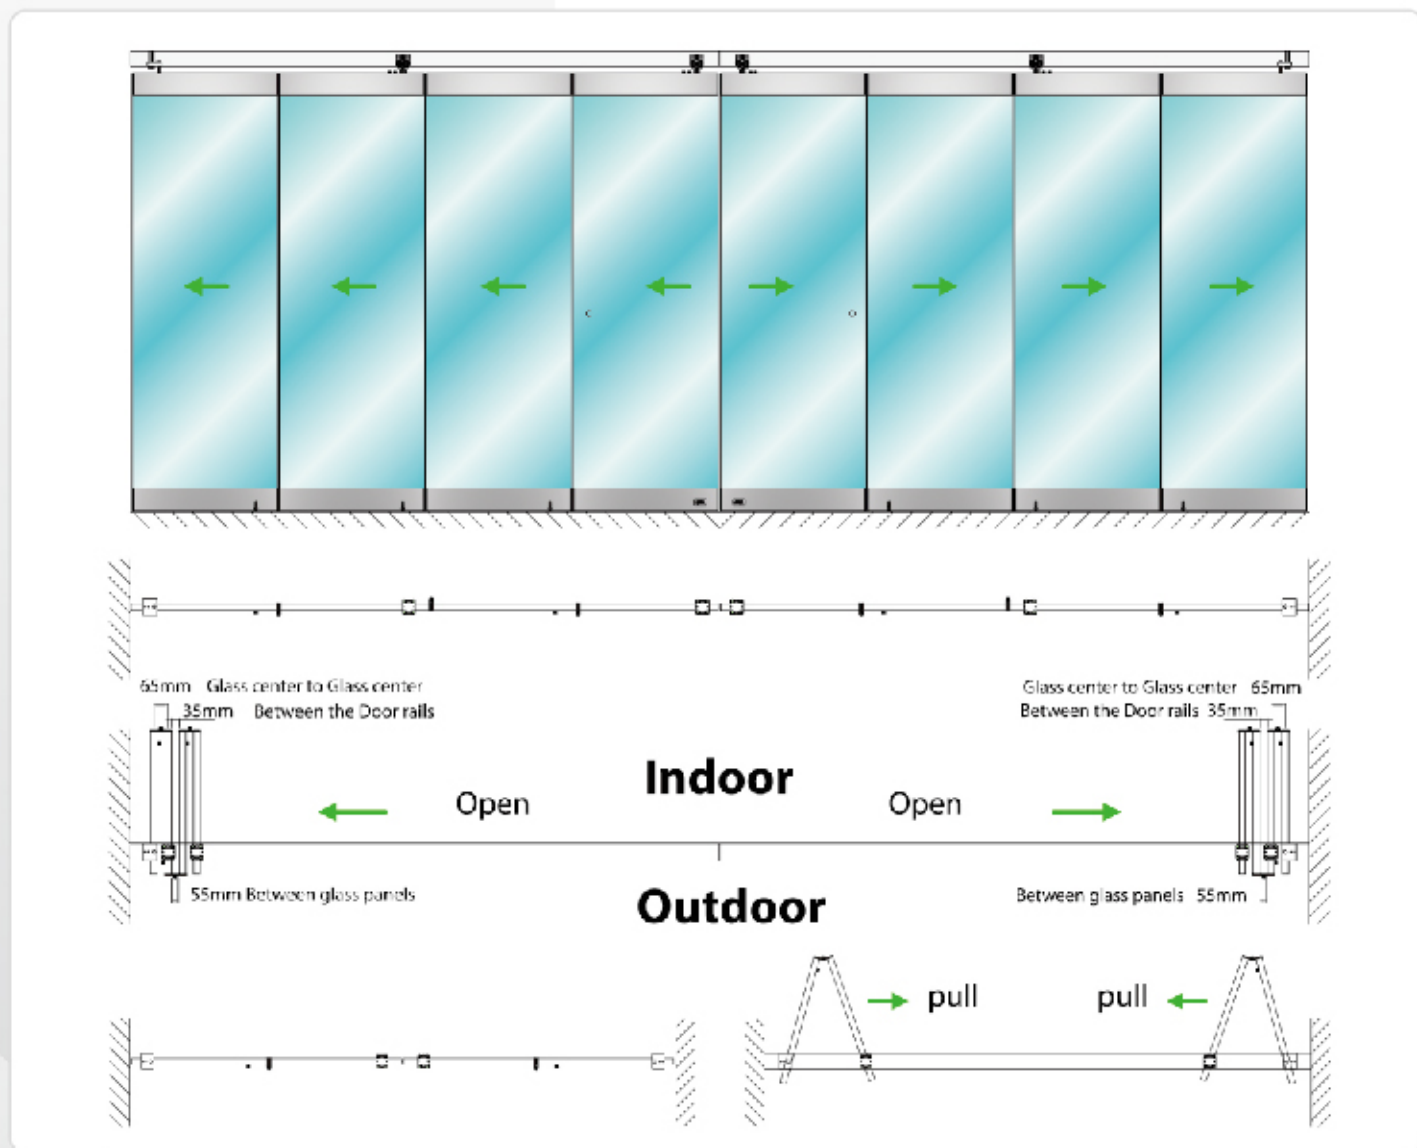 65mm Glass center to Glass center
35mm Between the Door rails
Glass center to Glass center 65mm
Between the Door rails 35mm
Indoor
Open
Open
55mm Between glass panels
Between glass panels 55mm
Outdoor
pull
pull